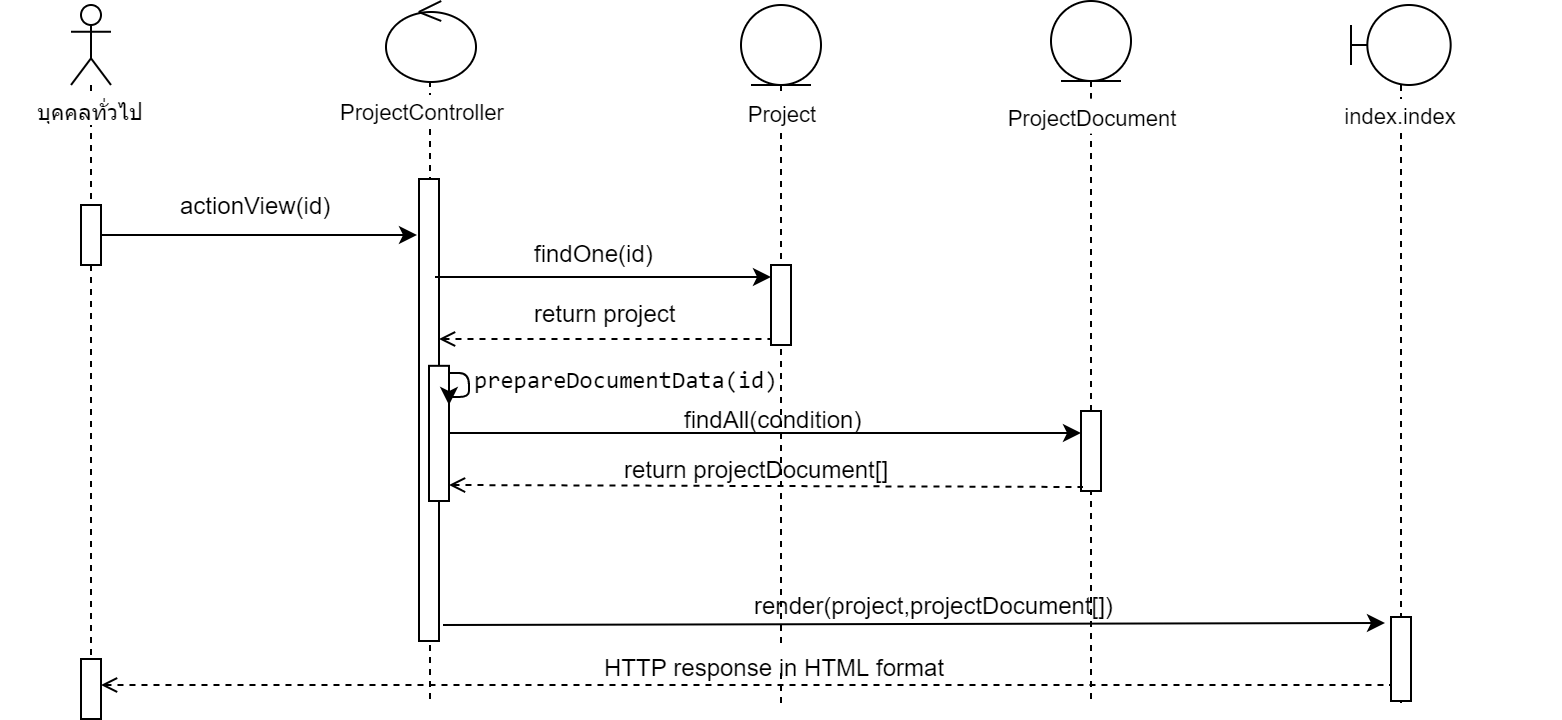 บุคคลทั่วไป
ProjectController
Project
ProjectDocument
index.index
actionView(id)
findOne(id)
return project
prepareDocumentData(id)
findAll(condition)
return projectDocument[]
render(project,projectDocument[])
HTTP response in HTML format